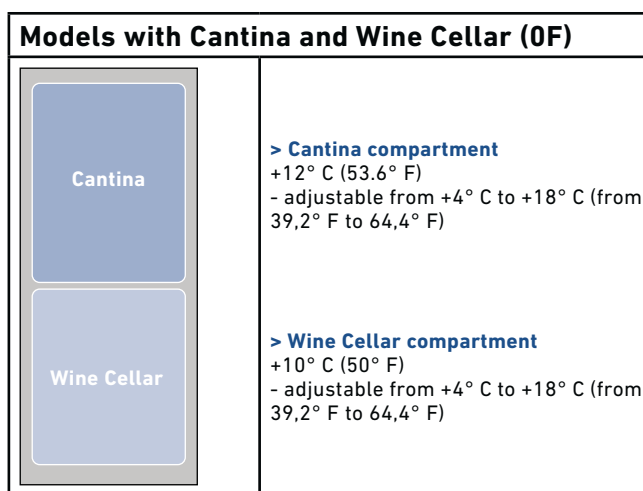 Models with Cantina and Wine Cellar (0F)
Cantina
> Cantina compartment
+12° C (53.6° F)
- adjustable from +4° C to +18° C (from
39,2° F to 64,4° F)
Wine Cellar
> Wine Cellar compartment
+10° C (50° F)
- adjustable from +4° C to +18° C (from
39,2° F to 64,4° F)